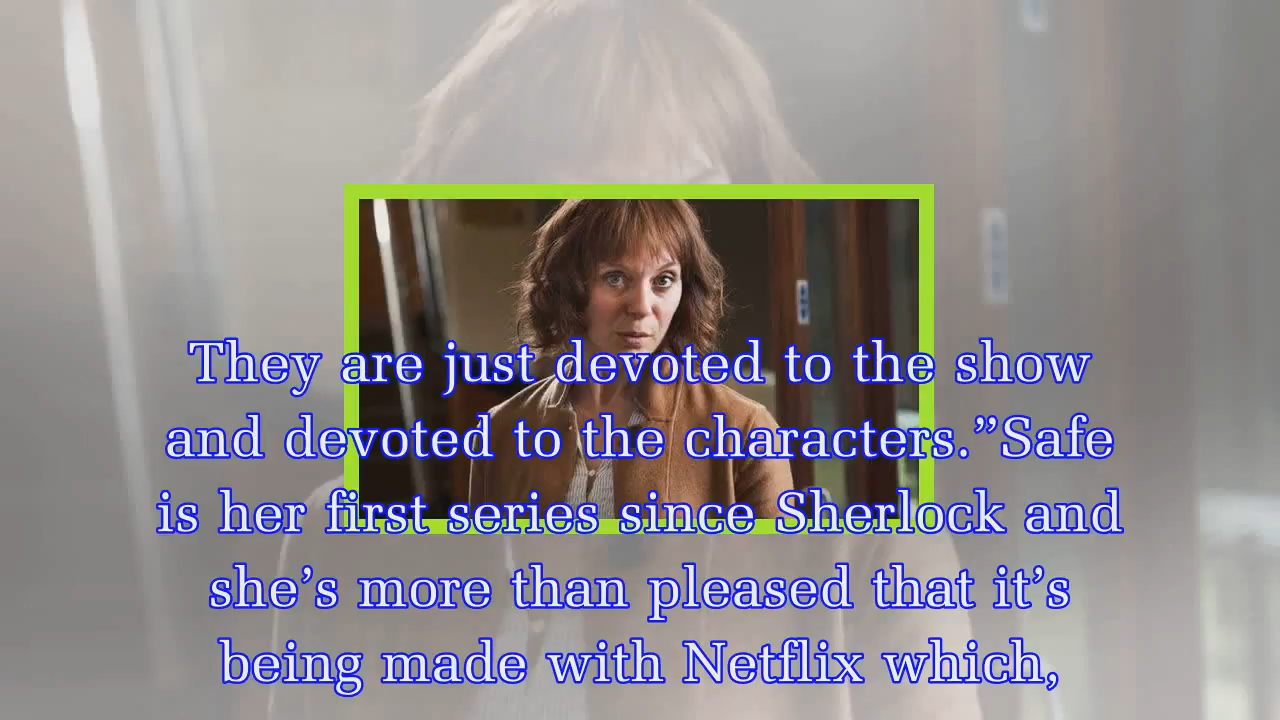 They are just devoted to the show
and devoted to the characters.”Safe
is her first series since Sherlock and
she’s more than pleased that it’s
being made with Netflix which,